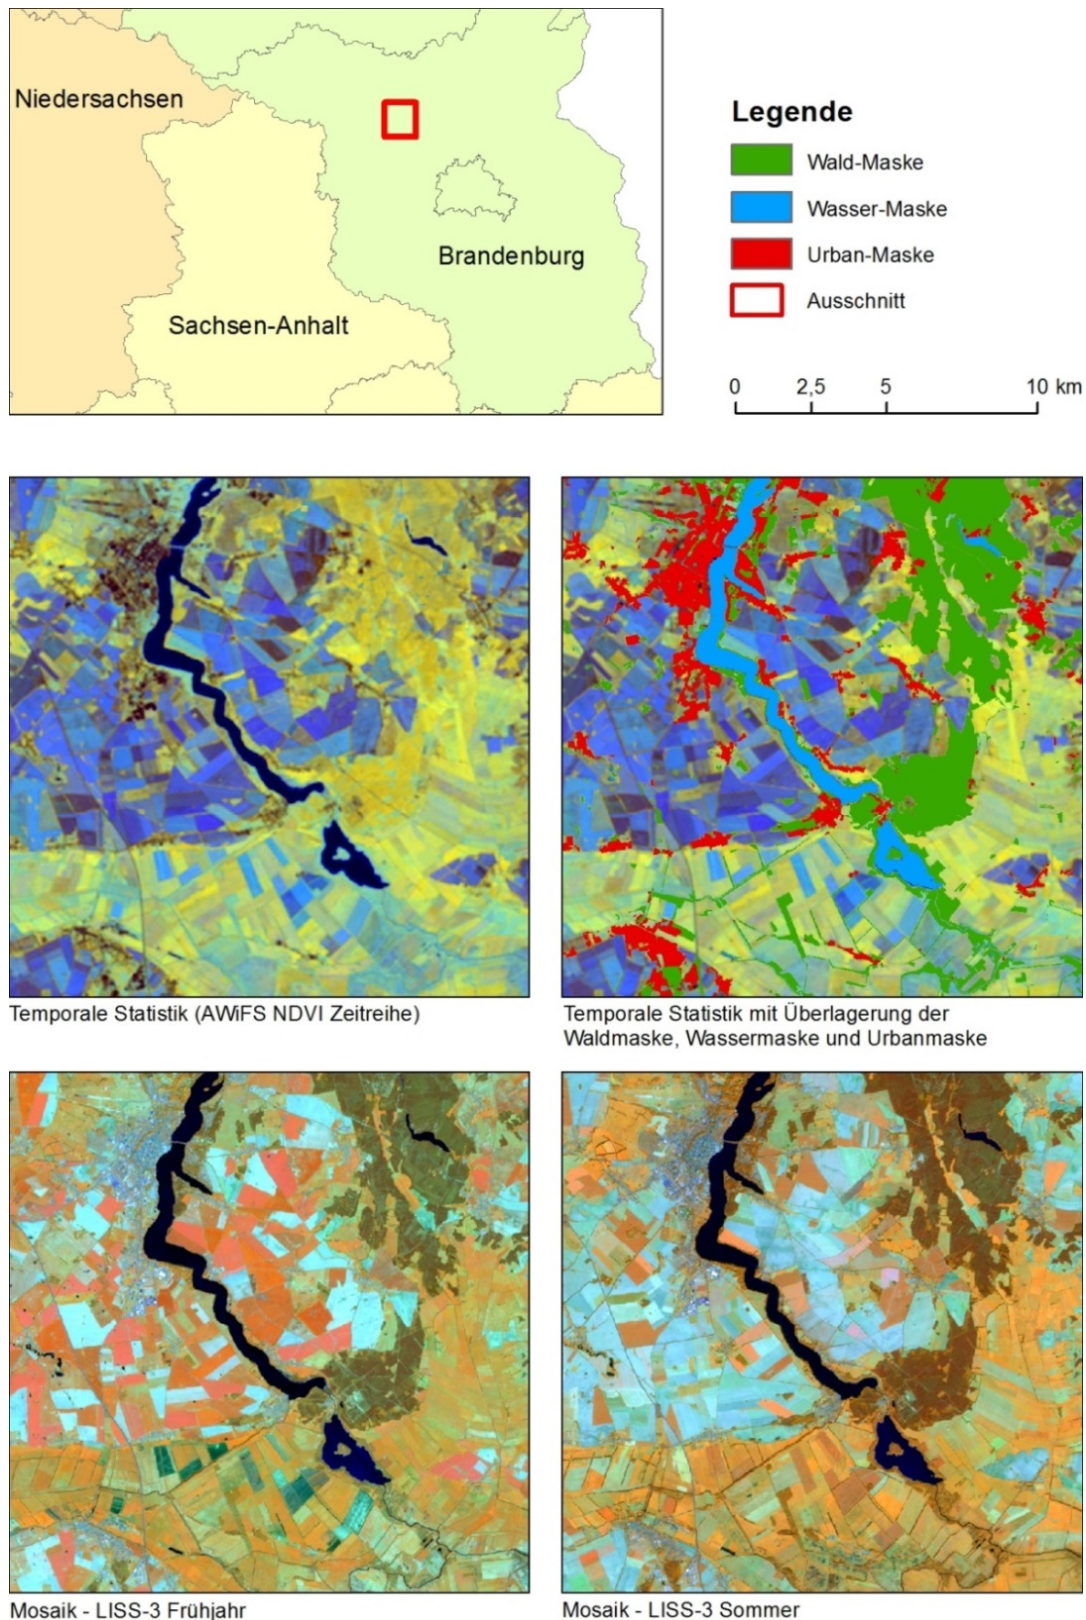 Niedersachsen
Brandenburg
Sachsen-Anhalt
Legende
Wald-Maske
Wasser-Maske
Urban-Maske
Ausschnitt
0 2,5 5 10 km
Temporale Statistik (AWiFS NDVI Zeitreihe)
Temporale Statistik mit Überlagerung der
Waldmaske, Wassermaske und Urbanmaske
Mosaik - LISS-3 Frühjahr
Mosaik - LISS-3 Sommer